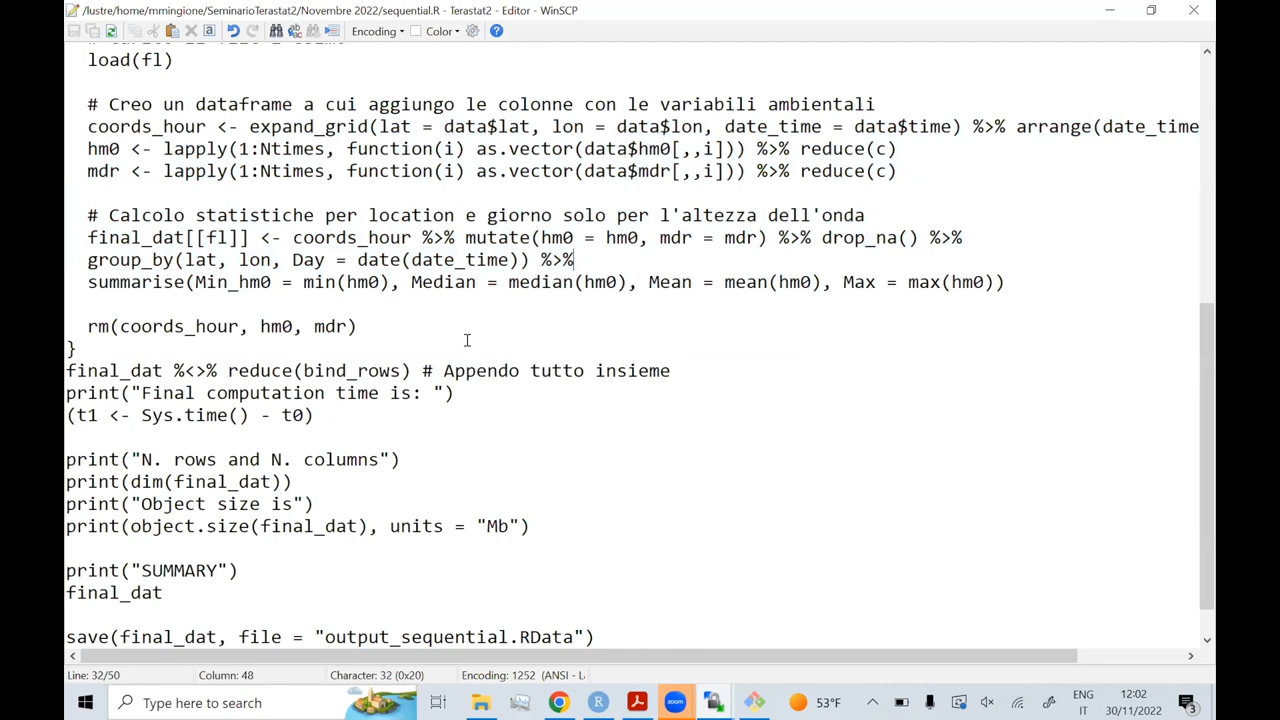 /lustre/home/mmingione/SeminarioTerastat2/Novembre 2022/sequential.R - Terastat2 - Editor - WinSCP
Encoding Color
load(fl)
# Creo un dataframe a cui aggiungo le colonne con le variabili ambientali
coords_hour <- expand_grid(lat = data$lat, lon = data$lon, date_time = data$time) %>% arrange(date_time
hm0 <- lapply(1:Ntimes, function(i) as.vector(data$hm0[,,i])) %>% reduce(c)
mdr <- lapply(1:Ntimes, function(i) as.vector(data$mdr[,,i])) %>% reduce(c)
# Calcolo statistiche per location e giorno solo per l'altezza dell'onda
final_dat[[fl]] <- coords_hour %>% mutate(hm0 = hm0, mdr = mdr) %>% drop_na() %>%
group_by(lat, lon, Day = date(date_time)) %>%
summarise(Min_hm0 = min(hm0), Median = median(hm0), Mean = mean(hm0), Max = max(hm0))
rm(coords_hour, hm0, mdr)
}
final_dat %<>% reduce(bind_rows) # Appendo tutto insieme
print("Final computation time is: ")
(t1 <- Sys.time() - t0)
print("N. rows and N. columns")
print(dim(final_dat))
print("Object size is")
print(object.size(final_dat), units = "Mb")
print("SUMMARY")
final_dat
save(final_dat, file = "output_sequential.RData")
Line: 32/50 Column: 48 Character: 32 (0x20) Encoding: 1252 (ANSI - L
Type here to search zoom 53°F ENG IT 12:02 30/11/2022 3